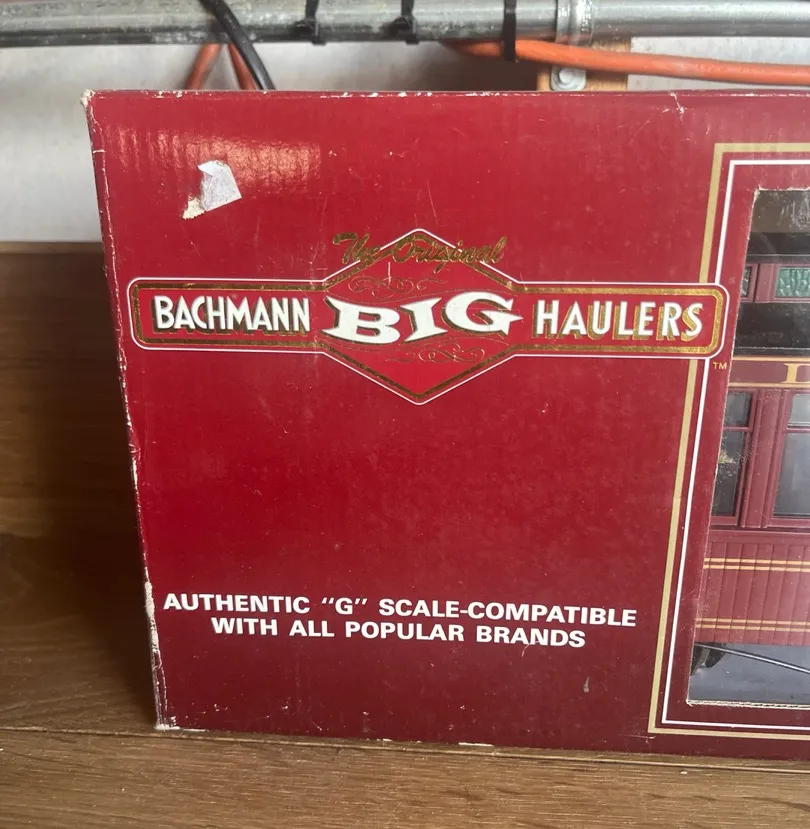 The Original
BACHMANN BIG HAULERS
TM
AUTHENTIC "G" SCALE-COMPATIBLE
WITH ALL POPULAR BRANDS